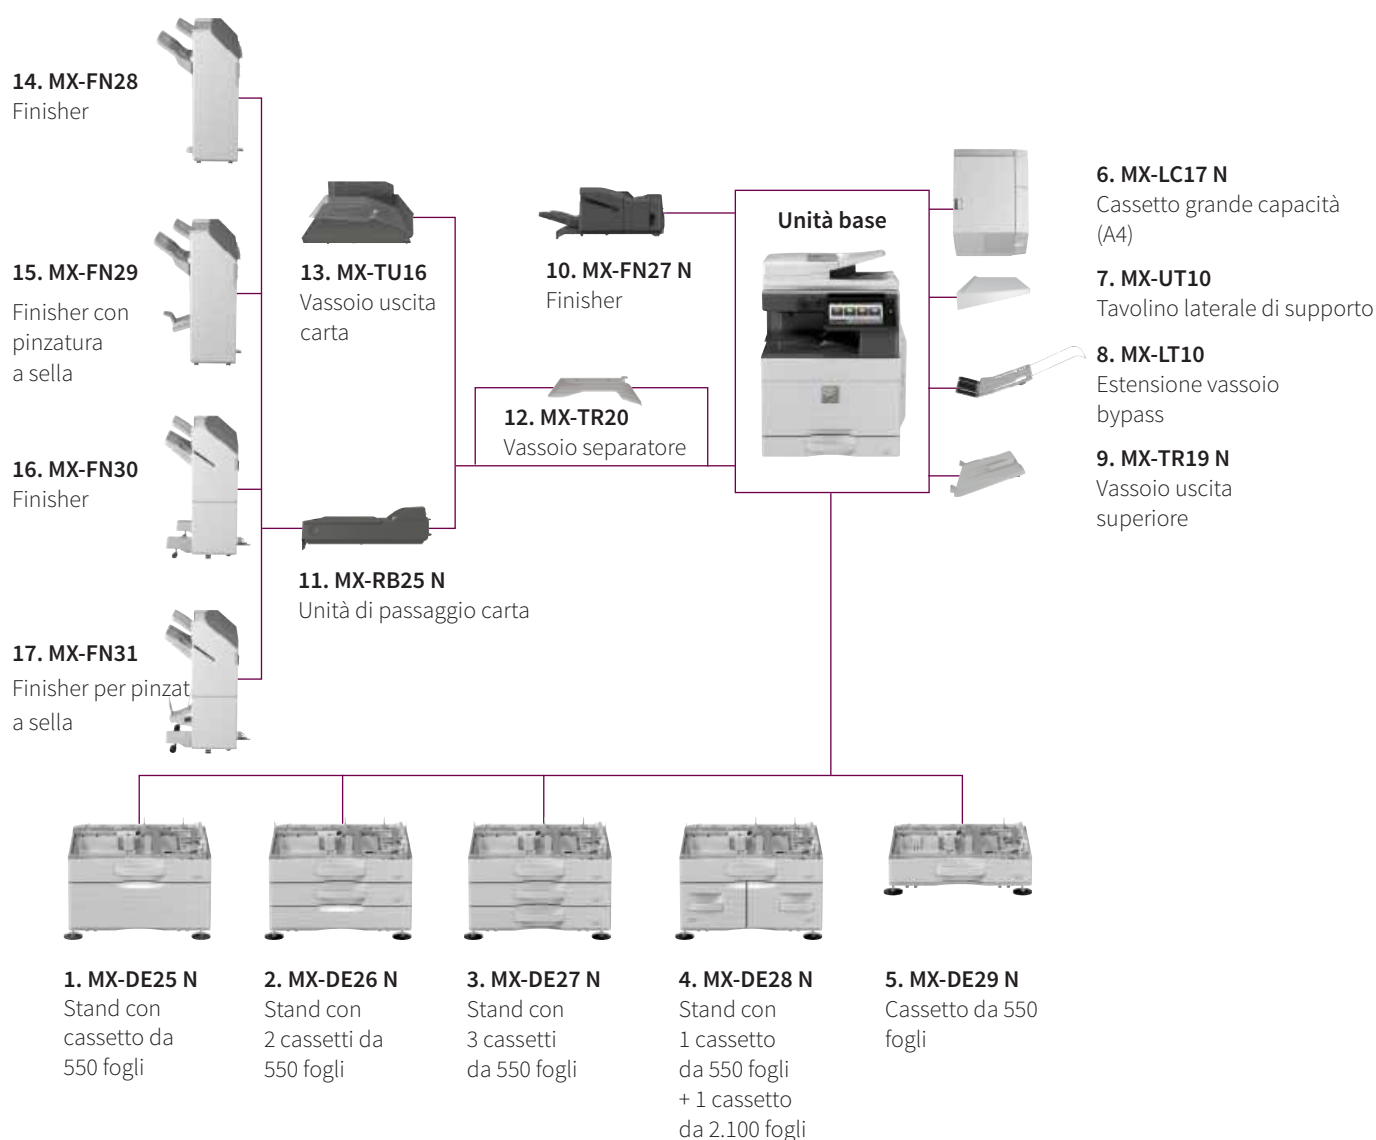 14. MX-FN28
Finisher
15. MX-FN29
Finisher con
pinzatura
a sella
16. MX-FN30
Finisher
17. MX-FN31
Finisher per pinzat
a sella
13. MX-TU16
Vassoio uscita
carta
11. MX-RB25 N
Unità di passaggio carta
10. MX-FN27 N
Finisher
12. MX-TR20
Vassoio separatore
Unità base
6. MX-LC17 N
Cassetto grande capacità
(A4)
7. MX-UT10
Tavolino laterale di supporto
8. MX-LT10
Estensione vassoio
bypass
9. MX-TR19 N
Vassoio uscita
superiore
1. MX-DE25 N
Stand con
cassetto da
550 fogli
2. MX-DE26 N
Stand con
2 cassetti da
550 fogli
3. MX-DE27 N
Stand con
3 cassetti
da 550 fogli
4. MX-DE28 N
Stand con
1 cassetto
da 550 fogli
+ 1 cassetto
da 2.100 fogli
5. MX-DE29 N
Cassetto da 550
fogli